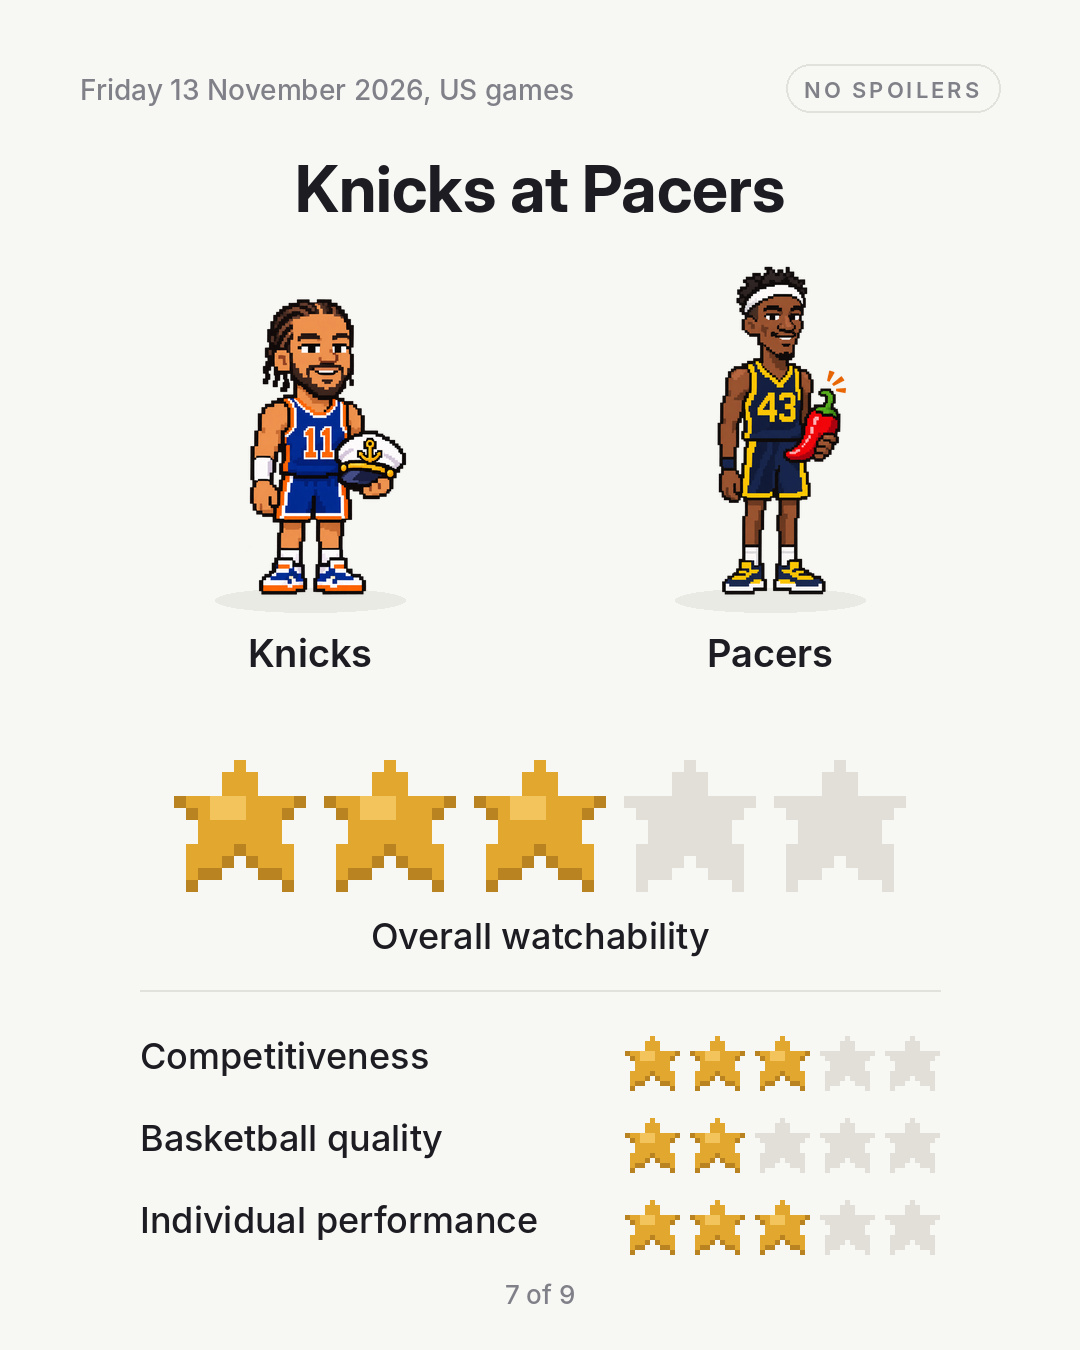 Friday 13 November 2026, US games
NO SPOILERS
Knicks at Pacers
11
43
Knicks
Pacers
Overall watchability
Competitiveness
Basketball quality
Individual performance
7 of 9